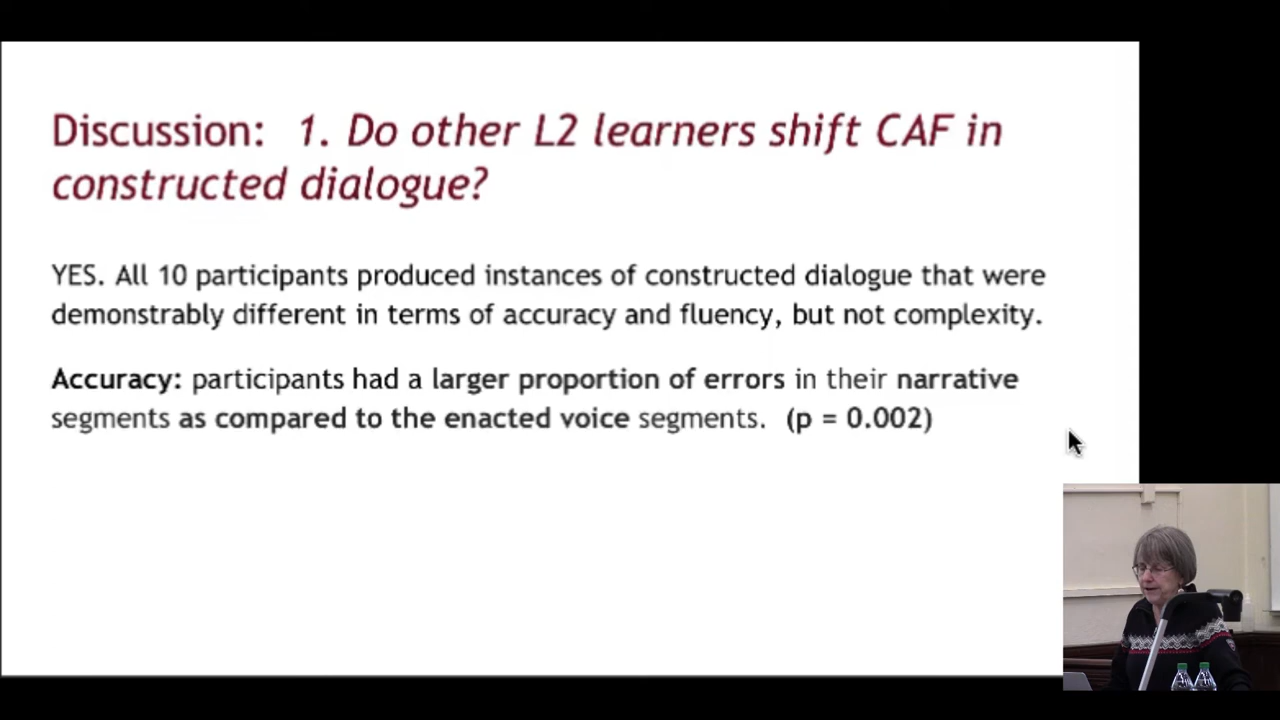 Discussion: 1. Do other L2 learners shift CAF in
constructed dialogue?
YES. All 10 participants produced instances of constructed dialogue that were
demonstrably different in terms of accuracy and fluency, but not complexity.
Accuracy: participants had a larger proportion of errors in their narrative
segments as compared to the enacted voice segments. (p = 0.002)